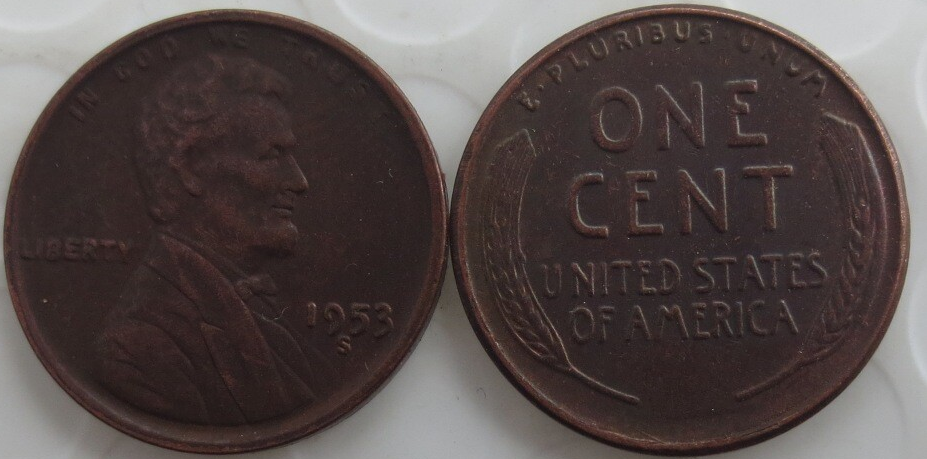 IN GOD WE TRUST
LIBERTY
1953
S
E·PLURIBUS·UNUM
ONE
CENT
UNITED STATES
OF AMERICA